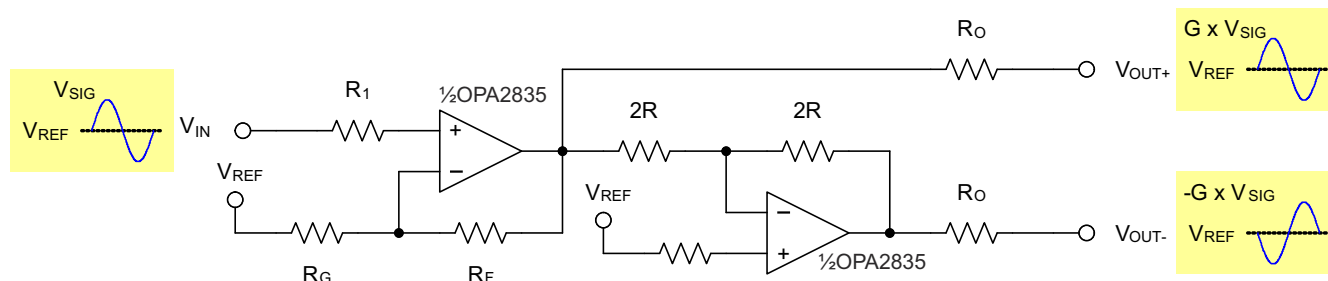 VSIG
VREF
VIN
R1
½OPA2835
VREF
RG
RF
2R
2R
VREF
½OPA2835
RO
VOUT+
G x VSIG
VREF
RO
VOUT-
-G x VSIG
VREF